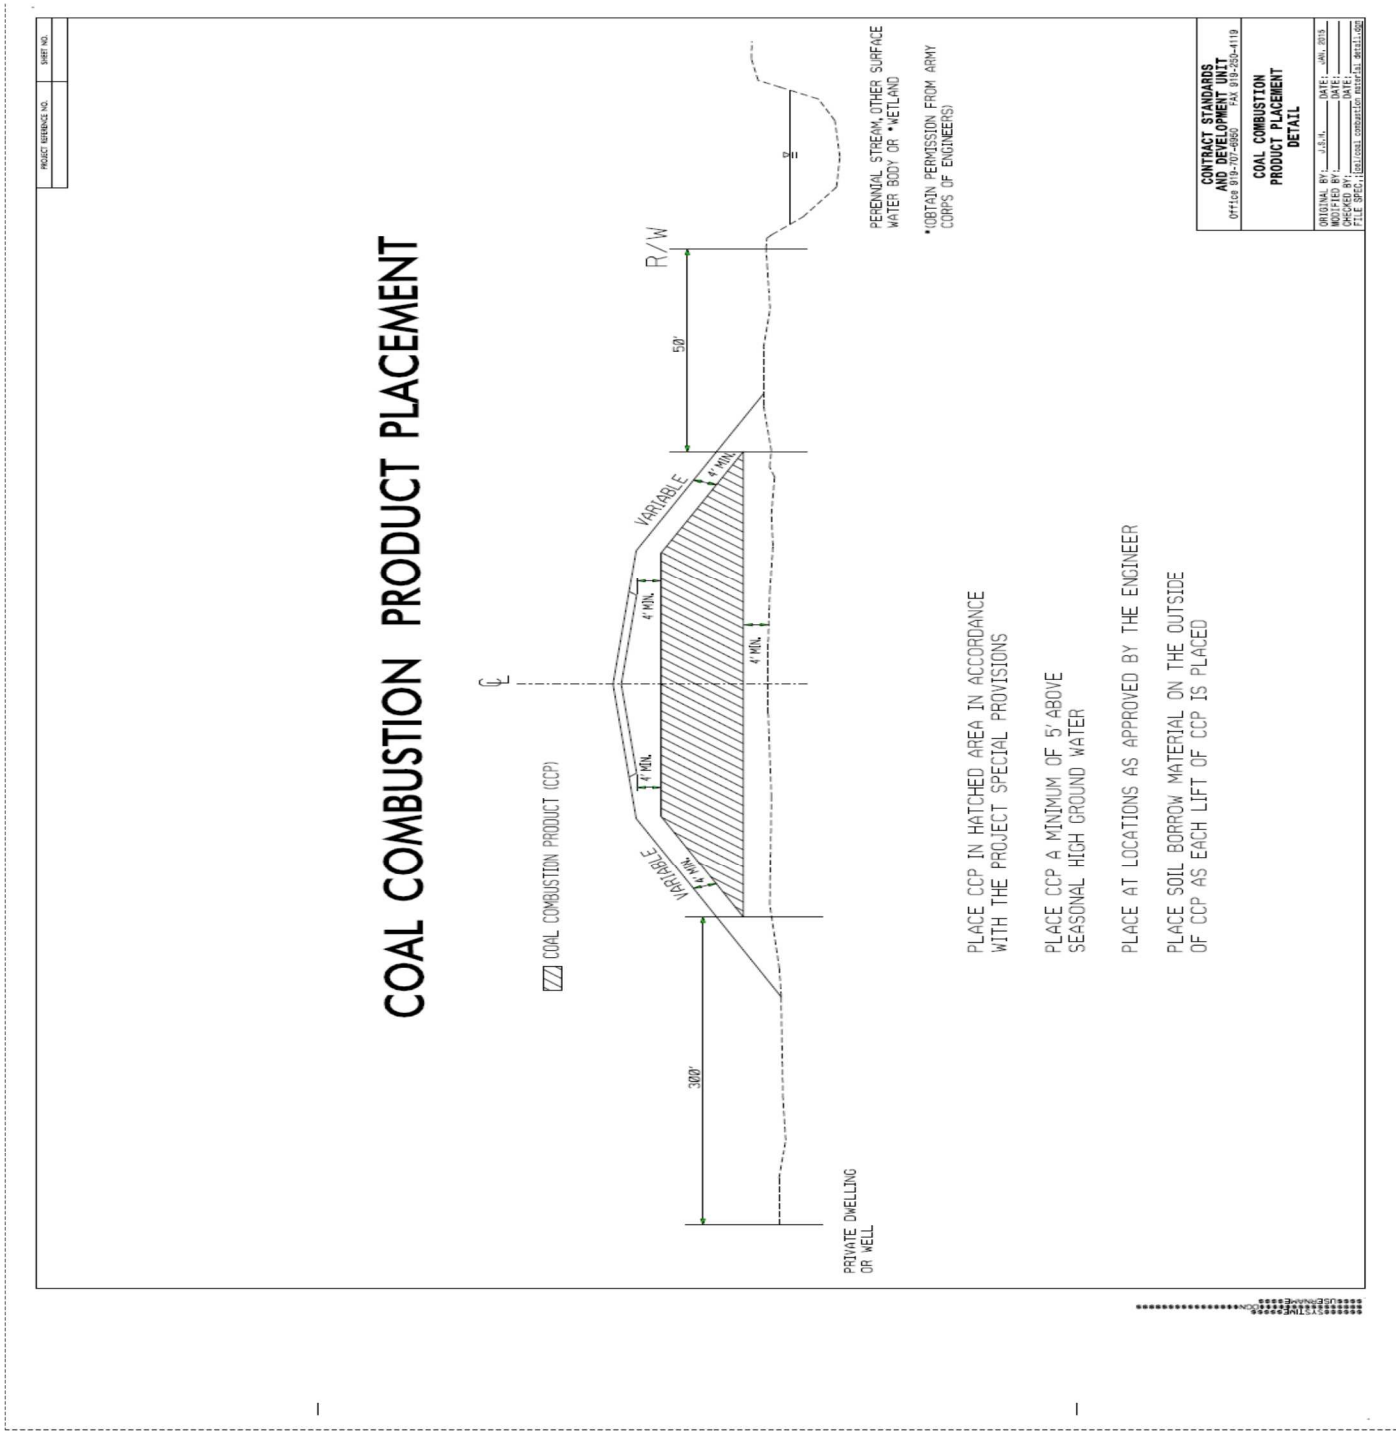 PROJECT REFERENCE NO.
SHEET NO.
COAL COMBUSTION PRODUCT PLACEMENT
COAL COMBUSTION PRODUCT (CCP)
CL
R/W
VARIABLE
VARIABLE
4' MIN.
4' MIN.
4' MIN.
4' MIN.
4' MIN.
300'
50'
PRIVATE DWELLING
OR WELL
PERENNIAL STREAM, OTHER SURFACE
WATER BODY OR *WETLAND
*(OBTAIN PERMISSION FROM ARMY
CORPS OF ENGINEERS)
PLACE CCP IN HATCHED AREA IN ACCORDANCE
WITH THE PROJECT SPECIAL PROVISIONS
PLACE CCP A MINIMUM OF 5' ABOVE
SEASONAL HIGH GROUND WATER
PLACE AT LOCATIONS AS APPROVED BY THE ENGINEER
PLACE SOIL BORROW MATERIAL ON THE OUTSIDE
OF CCP AS EACH LIFT OF CCP IS PLACED
CONTRACT STANDARDS
AND DEVELOPMENT UNIT
Office 919-707-6950 FAX 919-250-4119
COAL COMBUSTION
PRODUCT PLACEMENT
DETAIL
ORIGINAL BY: J.S.H. DATE: JAN. 2015
MODIFIED BY: DATE:
CHECKED BY: DATE:
FILE SPEC.: coal combustion material detail.dgn